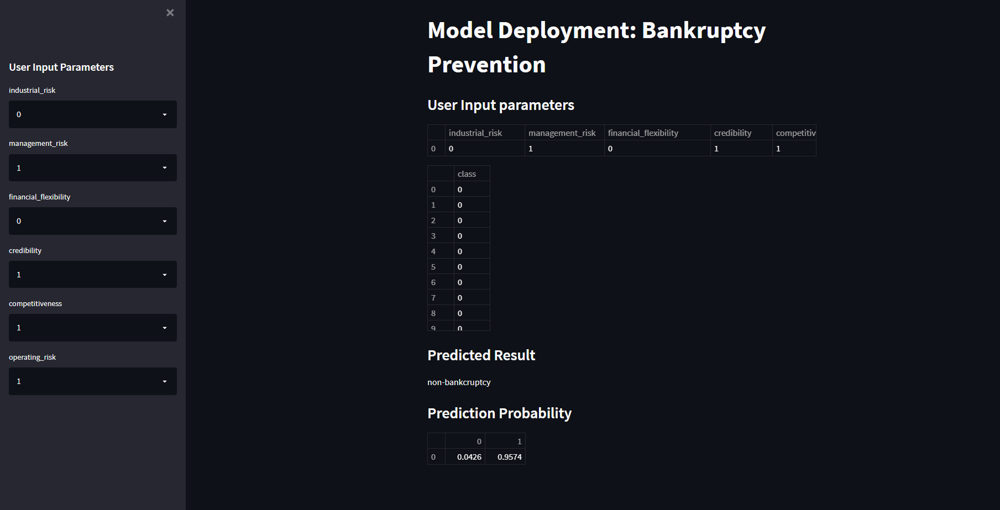 ×
User Input Parameters
industrial_risk
0
management_risk
1
financial_flexibility
0
credibility
1
competitiveness
1
operating_risk
1
Model Deployment: Bankruptcy
Prevention
User Input parameters
industrial_risk management_risk financial_flexibility credibility competitiv
0 0 1 0 1 1
class
0 0
1 0
2 0
3 0
4 0
5 0
6 0
7 0
8 0
9 0
Predicted Result
non-bankcruptcy
Prediction Probability
0 1
0 0.0426 0.9574